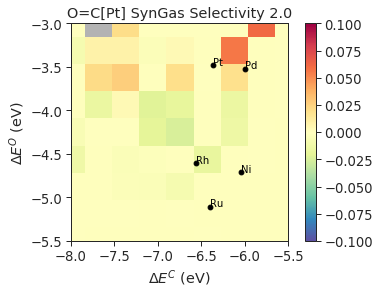 O=C[Pt] SynGas Selectivity 2.0
−3.0
−3.5
−4.0
−4.5
−5.0
−5.5
ΔE^O (eV)
Pt
Pd
Rh
Ni
Ru
−8.0 −7.5 −7.0 −6.5 −6.0 −5.5
ΔE^C (eV)
0.100
0.075
0.050
0.025
0.000
−0.025
−0.050
−0.075
−0.100